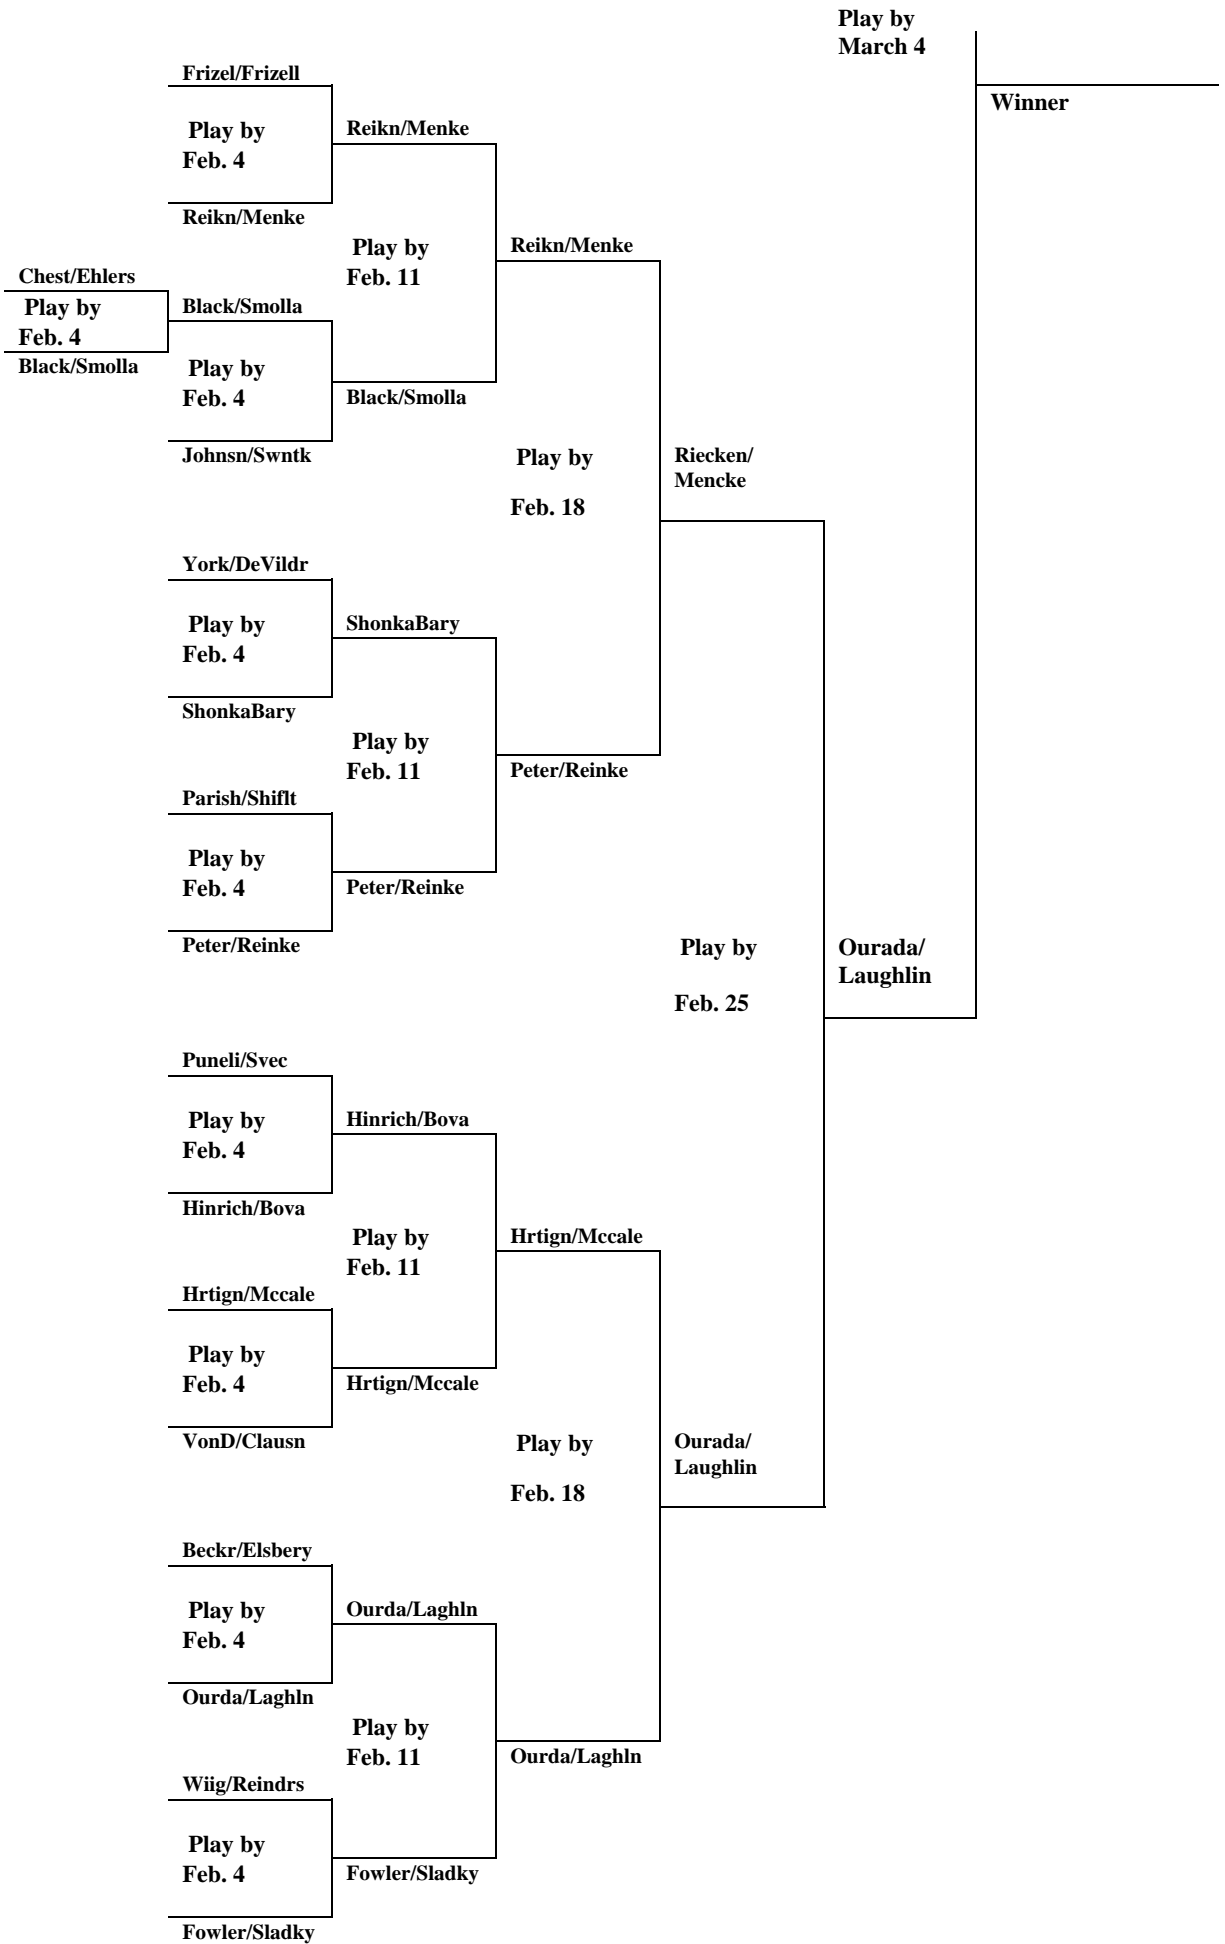 Play by
March 4
Winner
Frizel/Frizell
Play by
Feb. 4
Reikn/Menke
Reikn/Menke
Play by
Feb. 11
Reikn/Menke
Chest/Ehlers
Play by
Feb. 4
Black/Smolla
Black/Smolla
Play by
Feb. 4
Black/Smolla
Johnsn/Swntk
Play by
Feb. 18
Riecken/
Mencke
York/DeVildr
Play by
Feb. 4
ShonkaBary
ShonkaBary
Play by
Feb. 11
Peter/Reinke
Parish/Shiflt
Play by
Feb. 4
Peter/Reinke
Peter/Reinke
Play by
Feb. 25
Ourada/
Laughlin
Puneli/Svec
Play by
Feb. 4
Hinrich/Bova
Hinrich/Bova
Play by
Feb. 11
Hrtign/Mccale
Hrtign/Mccale
Play by
Feb. 4
Hrtign/Mccale
VonD/Clausn
Play by
Feb. 18
Ourada/
Laughlin
Beckr/Elsbery
Play by
Feb. 4
Ourda/Laghln
Ourda/Laghln
Play by
Feb. 11
Ourda/Laghln
Wiig/Reindrs
Play by
Feb. 4
Fowler/Sladky
Fowler/Sladky